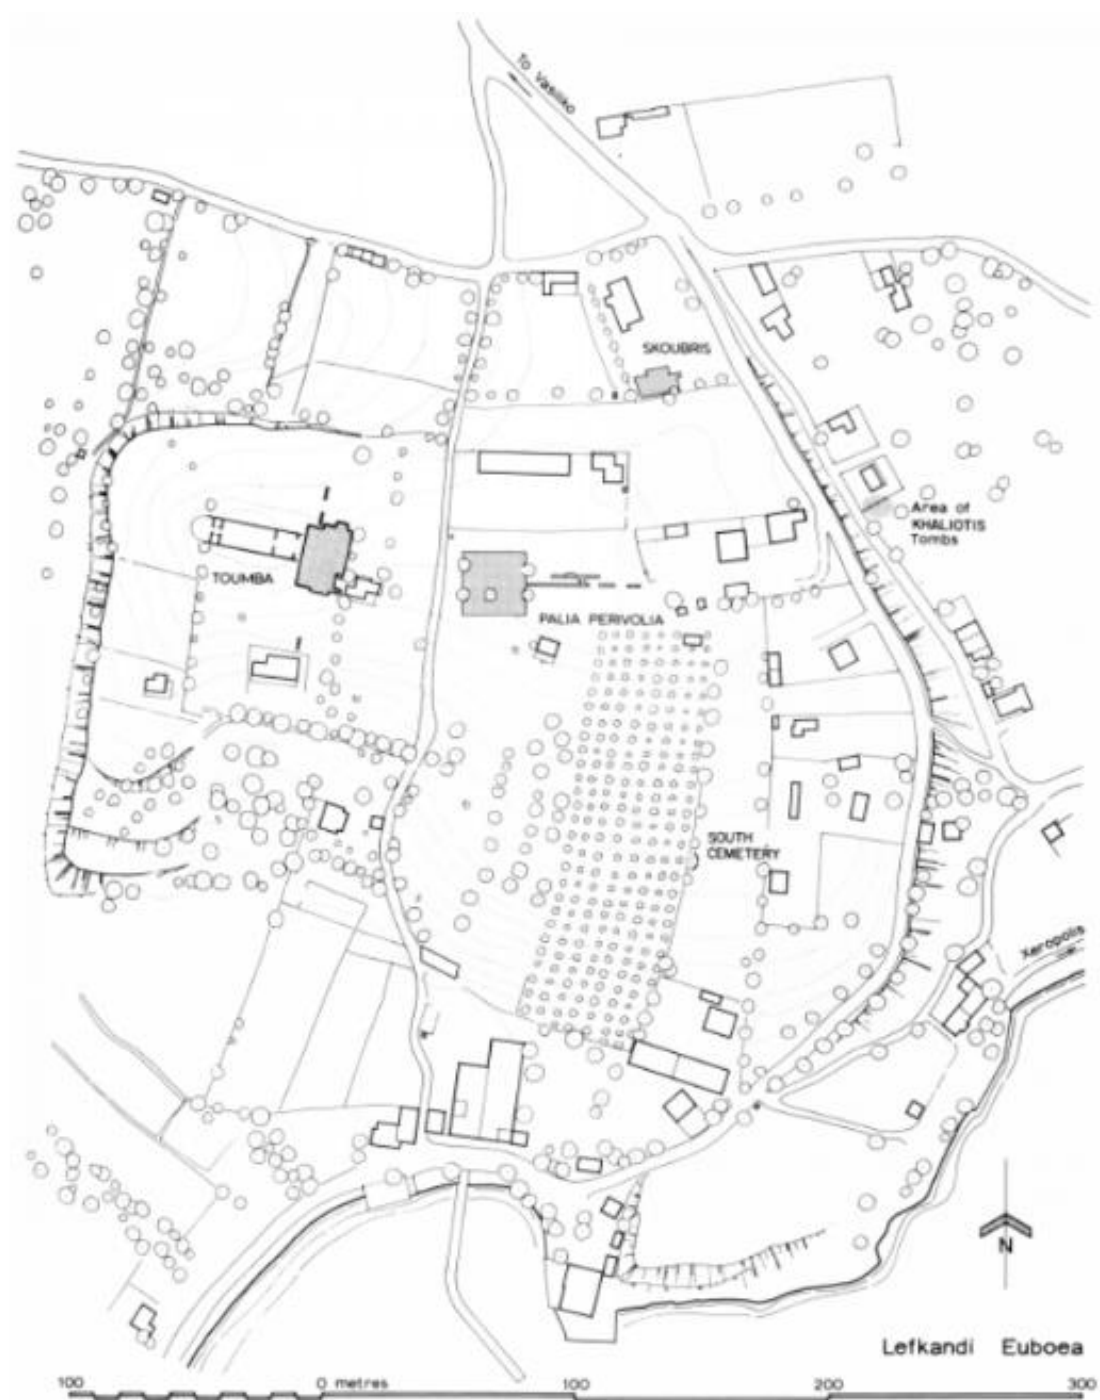 To Vasiliko
SKOUBRIS
Area of
KHALIOTIS
Tombs
TOUMBA
PALIA PERIVOLIA
SOUTH
CEMETERY
Xeropolis
N
Lefkandi Euboea
100 0 metres 100 200 300